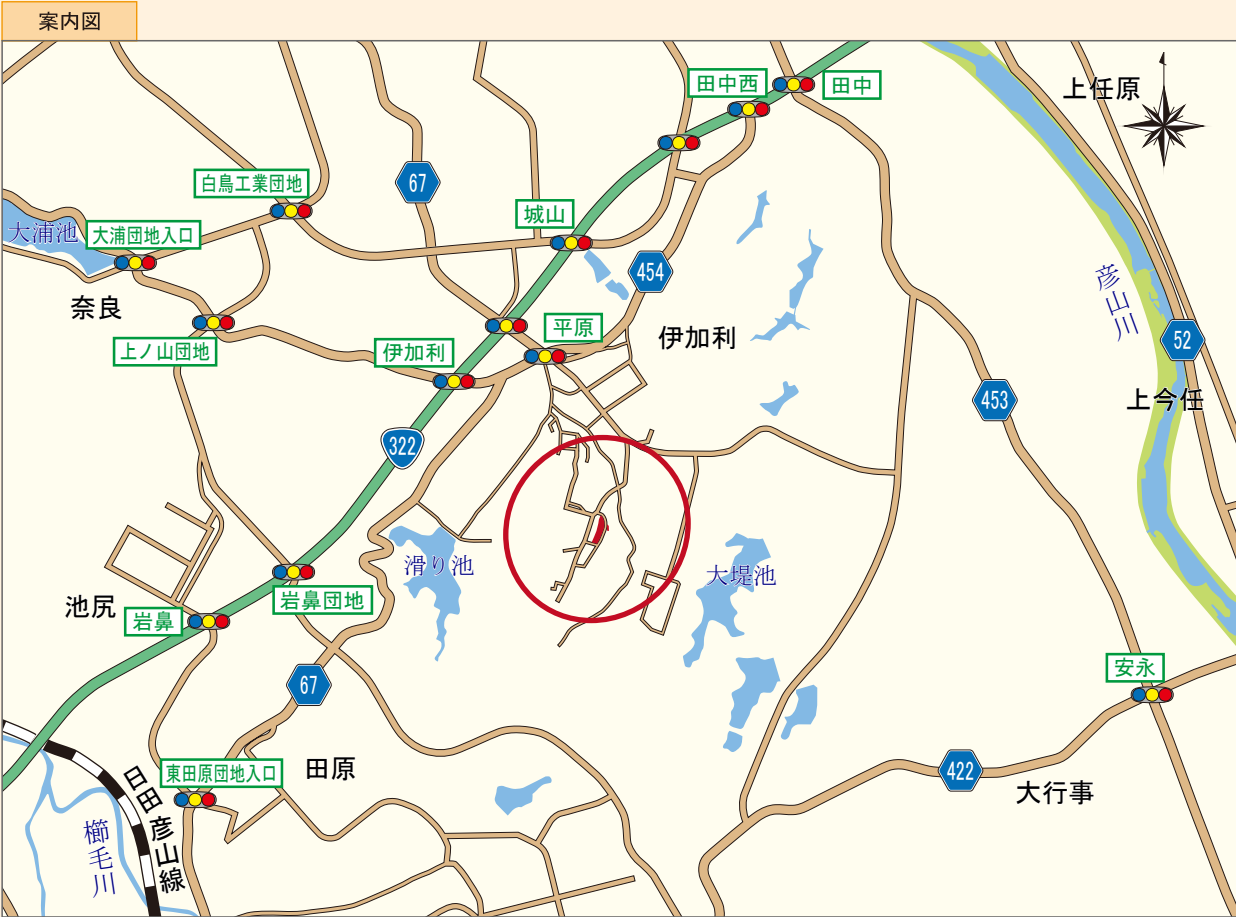 案内図
田中西
田中
上任原
白鳥工業団地
67
大浦池
大浦団地入口
城山
454
彦山川
奈良
平原
伊加利
52
上ノ山団地
伊加利
453
上今任
322
滑り池
大堤池
池尻
岩鼻団地
岩鼻
安永
67
東田原団地入口
田原
422
大行事
日田彦山線
櫛毛川